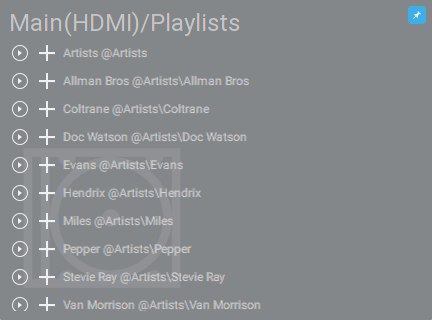 Main(HDMI)/Playlists
Artists @Artists
Allman Bros @Artists\Allman Bros
Coltrane @Artists\Coltrane
Doc Watson @Artists\Doc Watson
Evans @Artists\Evans
Hendrix @Artists\Hendrix
Miles @Artists\Miles
Pepper @Artists\Pepper
Stevie Ray @Artists\Stevie Ray
Van Morrison @Artists\Van Morrison